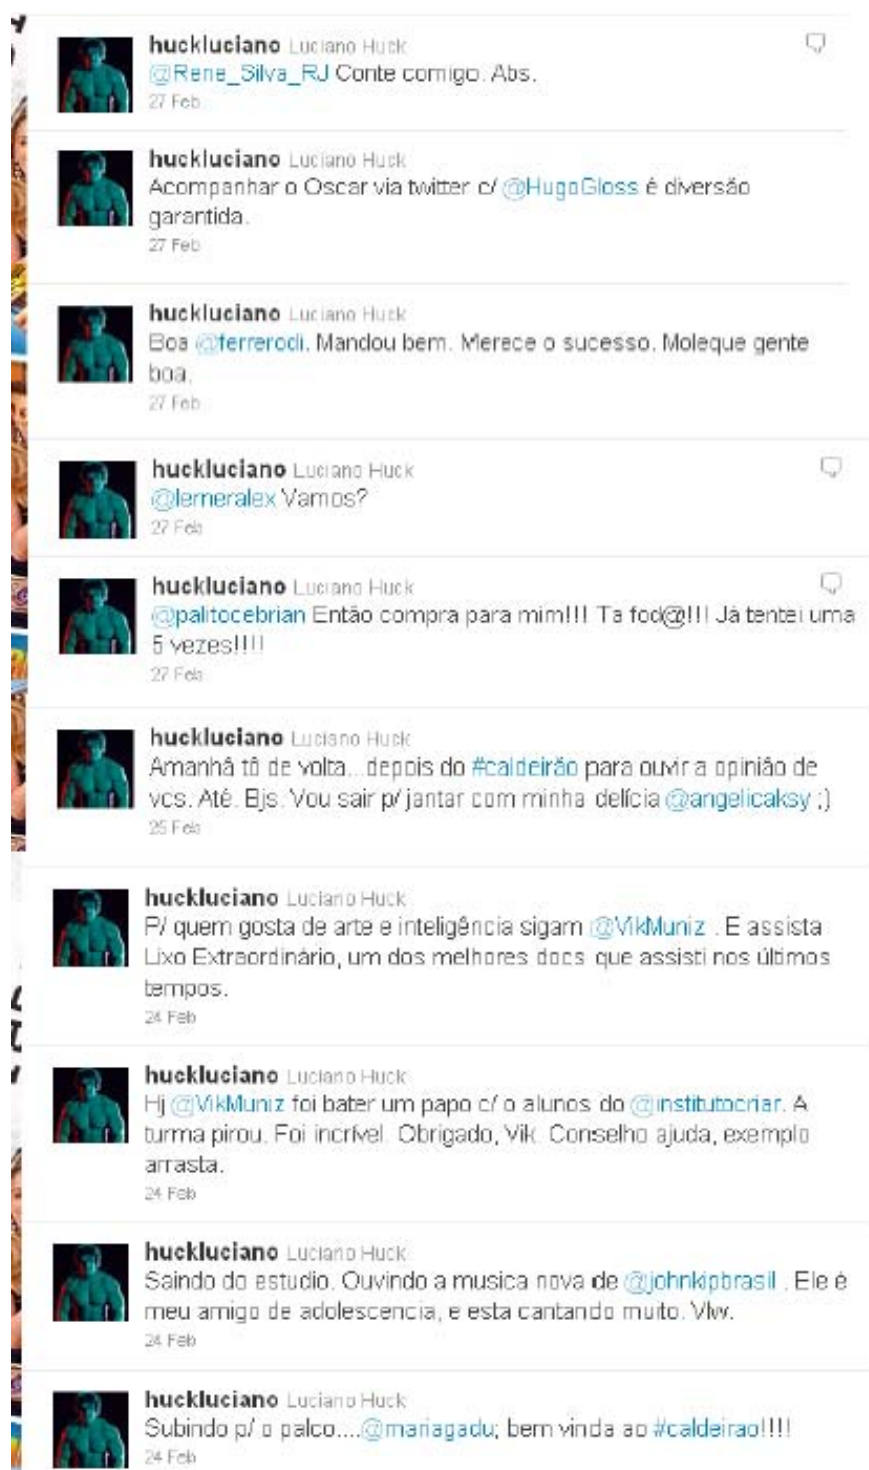 huckluciano Luciano Huck
@Rene_Silva_RJ Conte comigo. Abs.
27 Feb
huckluciano Luciano Huck
Acompanhar o Oscar via twitter c/ @HugoGloss é diversão
garantida.
27 Feb
huckluciano Luciano Huck
Boa @ferrerodi. Mandou bem. Merece o sucesso. Moleque gente
boa.
27 Feb
huckluciano Luciano Huck
@lerneralex Vamos?
27 Feb
huckluciano Luciano Huck
@palitocebrian Então compra para mim!!! Ta fod@!!! Já tentei uma
5 vezes!!!!
27 Feb
huckluciano Luciano Huck
Amanhã tô de volta...depois do #caldeirão para ouvir a opinião de
vcs. Até. Bjs. Vou sair p/ jantar com minha delícia @angelicaksy ;)
25 Feb
huckluciano Luciano Huck
P/ quem gosta de arte e inteligência sigam @VikMuniz . E assista
Lixo Extraordinário, um dos melhores docs que assisti nos últimos
tempos.
24 Feb
huckluciano Luciano Huck
Hj @VikMuniz foi bater um papo c/ o alunos do @institutocriar. A
turma pirou. Foi incrível. Obrigado, Vik. Conselho ajuda, exemplo
arrasta.
24 Feb
huckluciano Luciano Huck
Saindo do estudio. Ouvindo a musica nova de @johnkipbrasil . Ele é
meu amigo de adolescencia, e esta cantando muito. Vlw.
24 Feb
huckluciano Luciano Huck
Subindo p/ o palco....@mariagadu; bem vinda ao #caldeirao!!!!
24 Feb